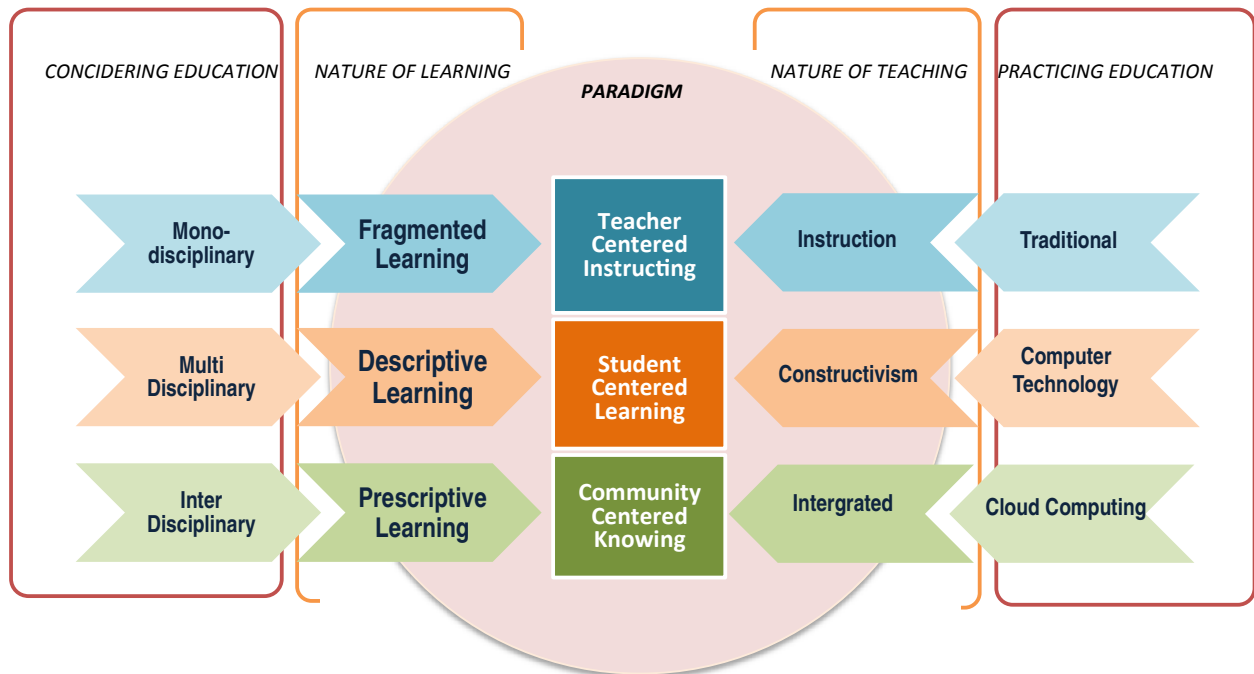 CONCIDERING EDUCATION
NATURE OF LEARNING
PARADIGM
NATURE OF TEACHING
PRACTICING EDUCATION
Mono-
disciplinary
Fragmented
Learning
Teacher
Centered
Instructing
Instruction
Traditional
Multi
Disciplinary
Descriptive
Learning
Student
Centered
Learning
Constructivism
Computer
Technology
Inter
Disciplinary
Prescriptive
Learning
Community
Centered
Knowing
Intergrated
Cloud Computing